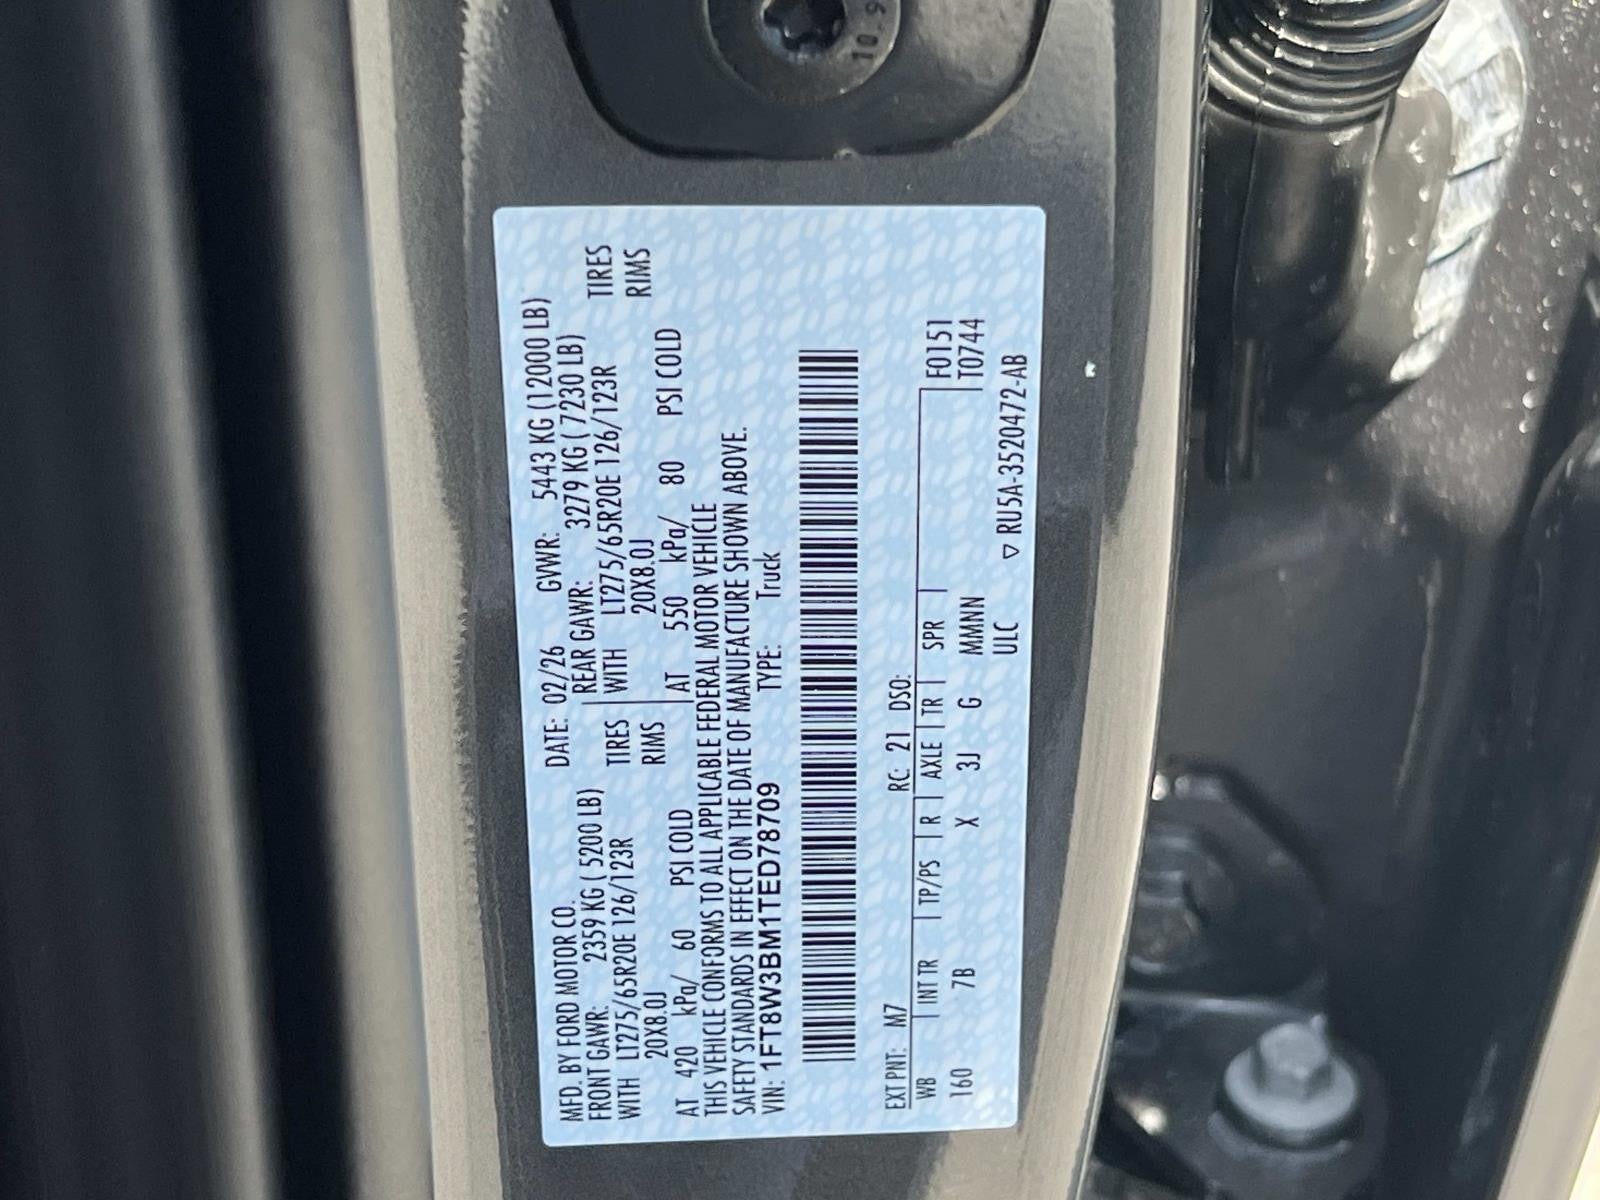 10.9
MFD. BY FORD MOTOR CO. DATE: 02/26 GVWR: 5443 KG (12000 LB)
FRONT GAWR: 2359 KG ( 5200 LB) REAR GAWR: 3279 KG ( 7230 LB)
WITH LT275/65R20E 126/123R TIRES WITH LT275/65R20E 126/123R TIRES
20X8.0J RIMS 20X8.0J RIMS
AT 420 kPa/ 60 PSI COLD AT 550 kPa/ 80 PSI COLD
THIS VEHICLE CONFORMS TO ALL APPLICABLE FEDERAL MOTOR VEHICLE
SAFETY STANDARDS IN EFFECT ON THE DATE OF MANUFACTURE SHOWN ABOVE.
VIN: 1FT8W3BM1TED78709 TYPE: Truck
EXT PNT: M7 RC: 21 DSO:
WB INT TR TP/PS R AXLE TR SPR F0151
160 7B X 3J G MMNN T0744
ULC ▽ RU5A-3520472-AB